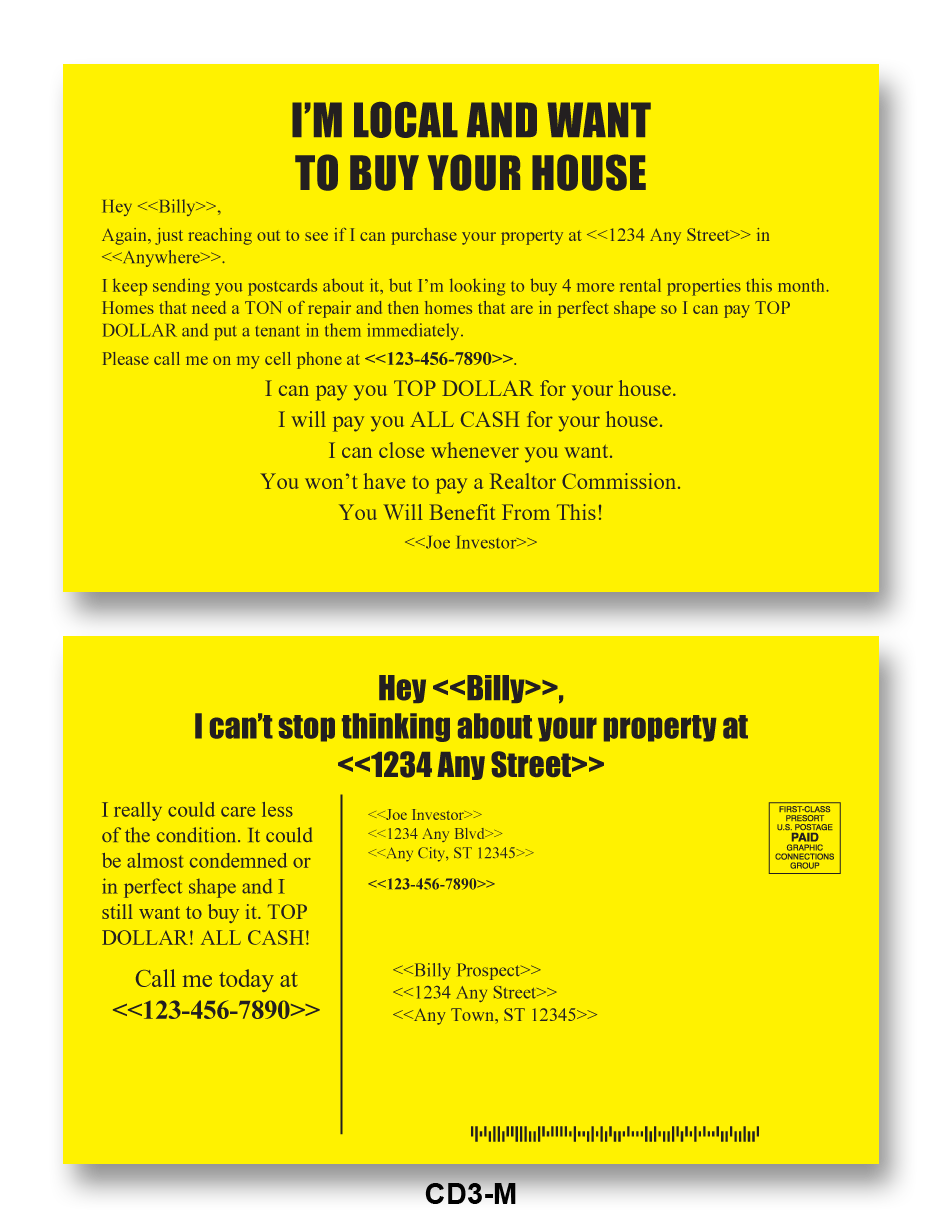 I’M LOCAL AND WANT
TO BUY YOUR HOUSE
Hey <<Billy>>,
Again, just reaching out to see if I can purchase your property at <<1234 Any Street>> in
<<Anywhere>>.
I keep sending you postcards about it, but I’m looking to buy 4 more rental properties this month.
Homes that need a TON of repair and then homes that are in perfect shape so I can pay TOP
DOLLAR and put a tenant in them immediately.
Please call me on my cell phone at <<123-456-7890>>.
I can pay you TOP DOLLAR for your house.
I will pay you ALL CASH for your house.
I can close whenever you want.
You won’t have to pay a Realtor Commission.
You Will Benefit From This!
<<Joe Investor>>
Hey <<Billy>>,
I can’t stop thinking about your property at
<<1234 Any Street>>
I really could care less
of the condition. It could
be almost condemned or
in perfect shape and I
still want to buy it. TOP
DOLLAR! ALL CASH!
Call me today at
<<123-456-7890>>
<<Joe Investor>>
<<1234 Any Blvd>>
<<Any City, ST 12345>>
<<123-456-7890>>
FIRST-CLASS
PRESORT
U.S. POSTAGE
PAID
GRAPHIC
CONNECTIONS
GROUP
<<Billy Prospect>>
<<1234 Any Street>>
<<Any Town, ST 12345>>
CD3-M